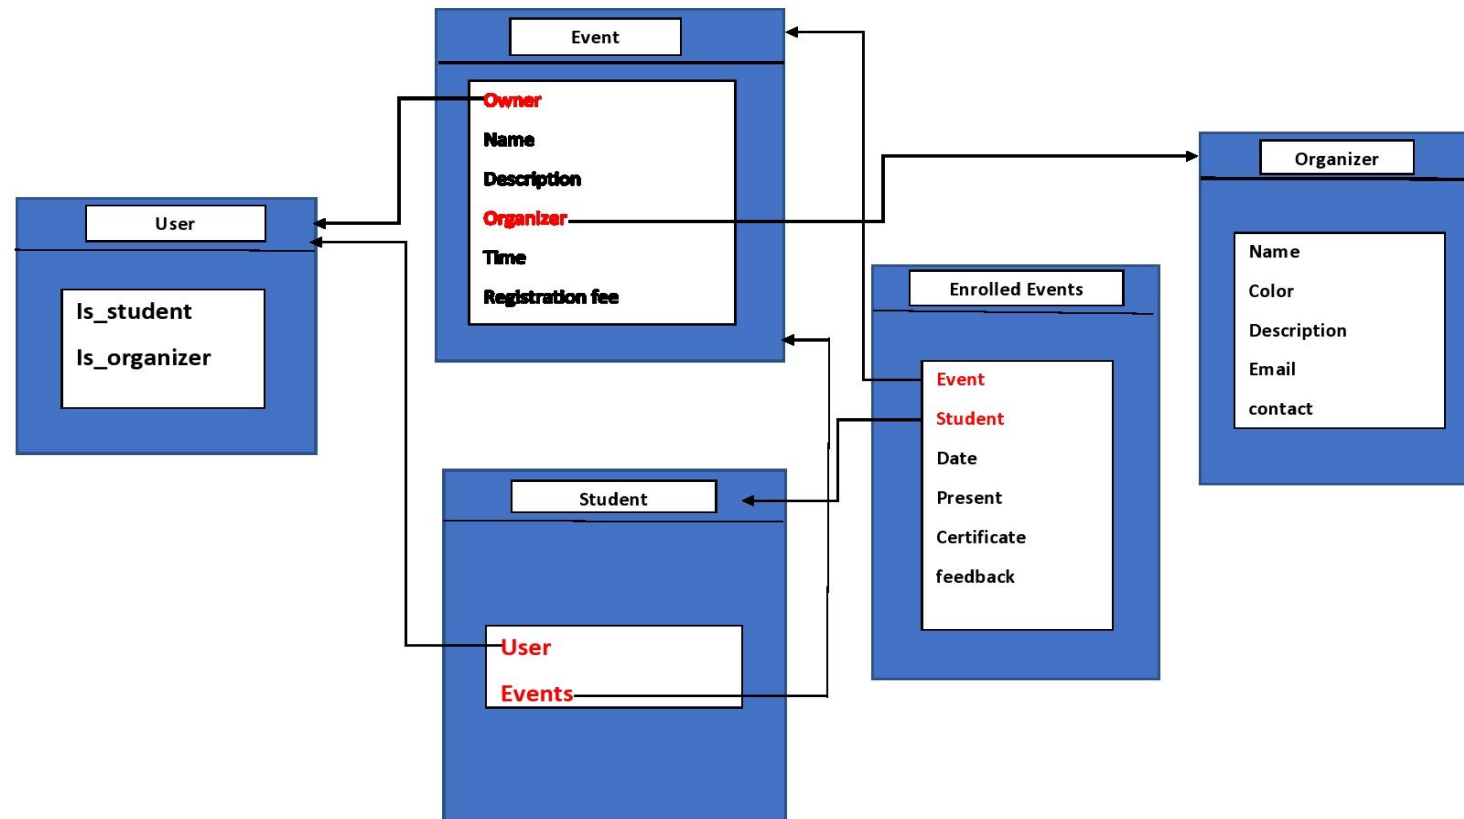 Event
Owner
Name
Description
Organizer
Time
Registration fee
User
Is_student
Is_organizer
Organizer
Name
Color
Description
Email
contact
Enrolled Events
Event
Student
Date
Present
Certificate
feedback
Student
User
Events